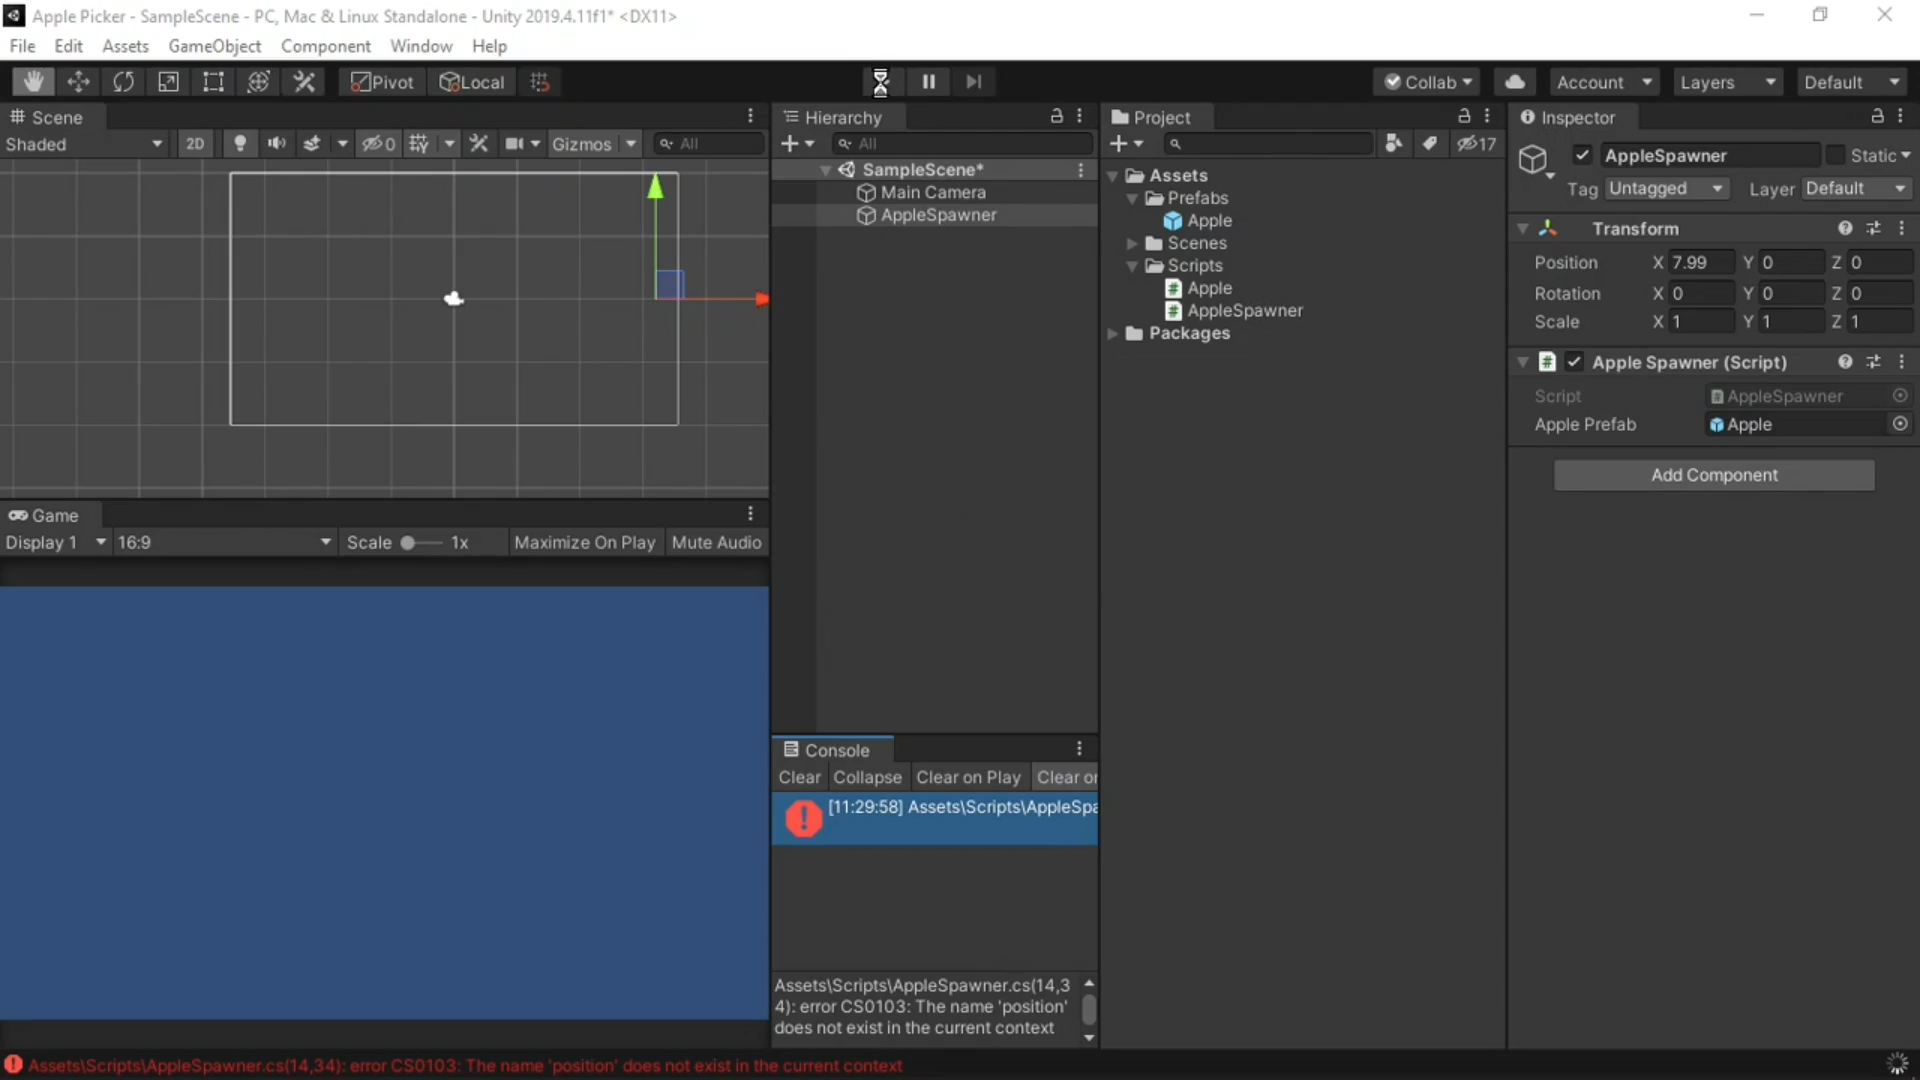 Apple Picker - SampleScene - PC, Mac & Linux Standalone - Unity 2019.4.11f1* <DX11>
File Edit Assets GameObject Component Window Help
Pivot Local Collab Account Layers Default
Scene
Shaded 2D 0 Gizmos All
Hierarchy
All
SampleScene*
Main Camera
AppleSpawner
Project
17
Assets
Prefabs
Apple
Scenes
Scripts
Apple
AppleSpawner
Packages
Inspector
AppleSpawner Static
Tag Untagged Layer Default
Transform
Position X 7.99 Y 0 Z 0
Rotation X 0 Y 0 Z 0
Scale X 1 Y 1 Z 1
Apple Spawner (Script)
Script AppleSpawner
Apple Prefab Apple
Add Component
Game
Display 1 16:9 Scale 1x Maximize On Play Mute Audio
Console
Clear Collapse Clear on Play Clear or
[11:29:58] Assets\Scripts\AppleSpa
Assets\Scripts\AppleSpawner.cs(14,3
4): error CS0103: The name 'position'
does not exist in the current context
Assets\Scripts\AppleSpawner.cs(14,34): error CS0103: The name 'position' does not exist in the current context